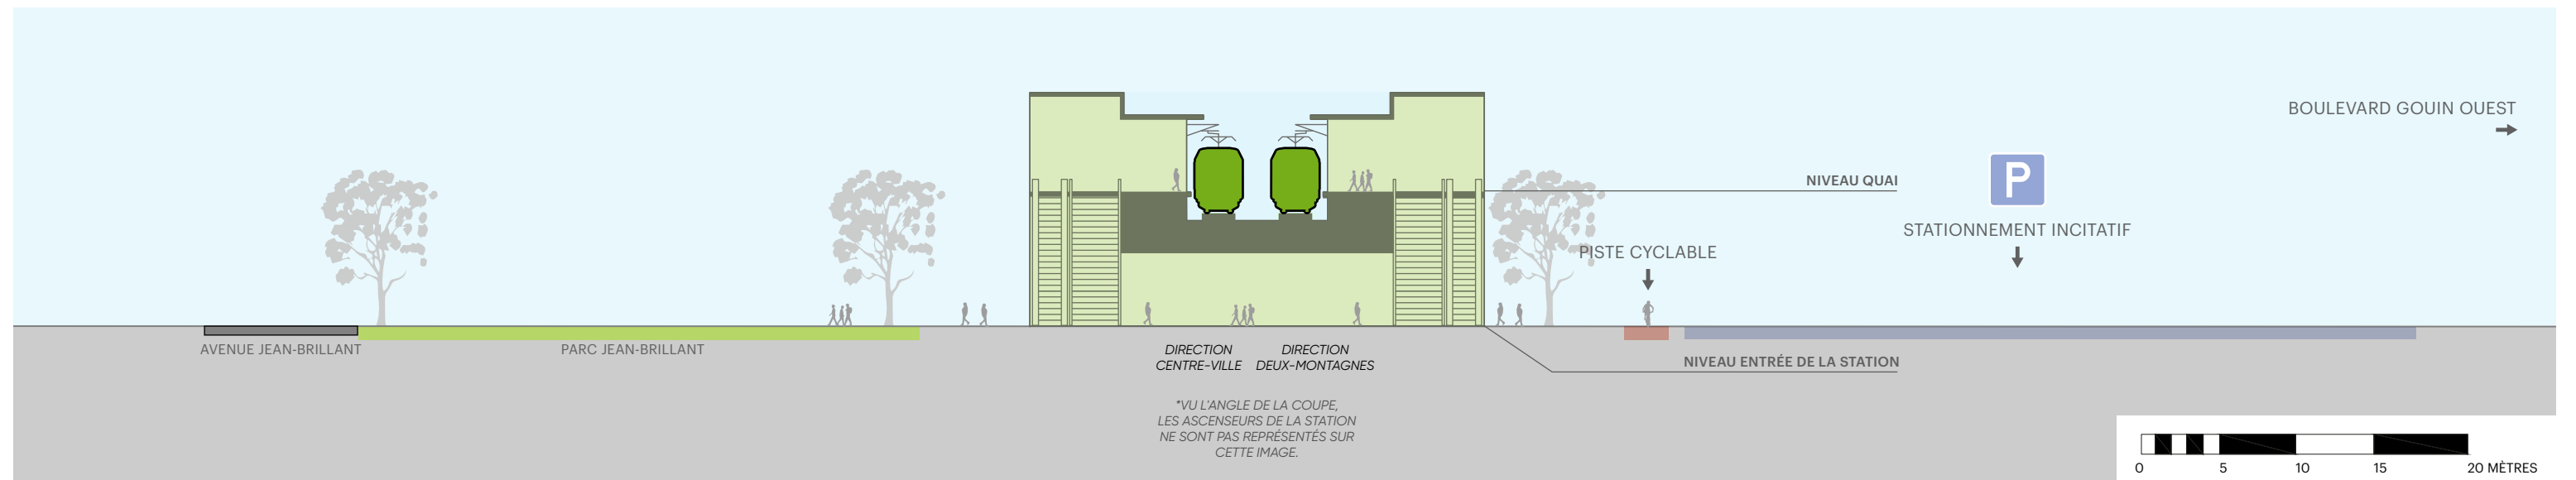 BOULEVARD GOUIN OUEST
P
NIVEAU QUAI
STATIONNEMENT INCITATIF
PISTE CYCLABLE
AVENUE JEAN-BRILLANT
PARC JEAN-BRILLANT
DIRECTION
CENTRE-VILLE
DIRECTION
DEUX-MONTAGNES
NIVEAU ENTRÉE DE LA STATION
*VU L'ANGLE DE LA COUPE,
LES ASCENSEURS DE LA STATION
NE SONT PAS REPRÉSENTÉS SUR
CETTE IMAGE.
0 5 10 15 20 MÈTRES